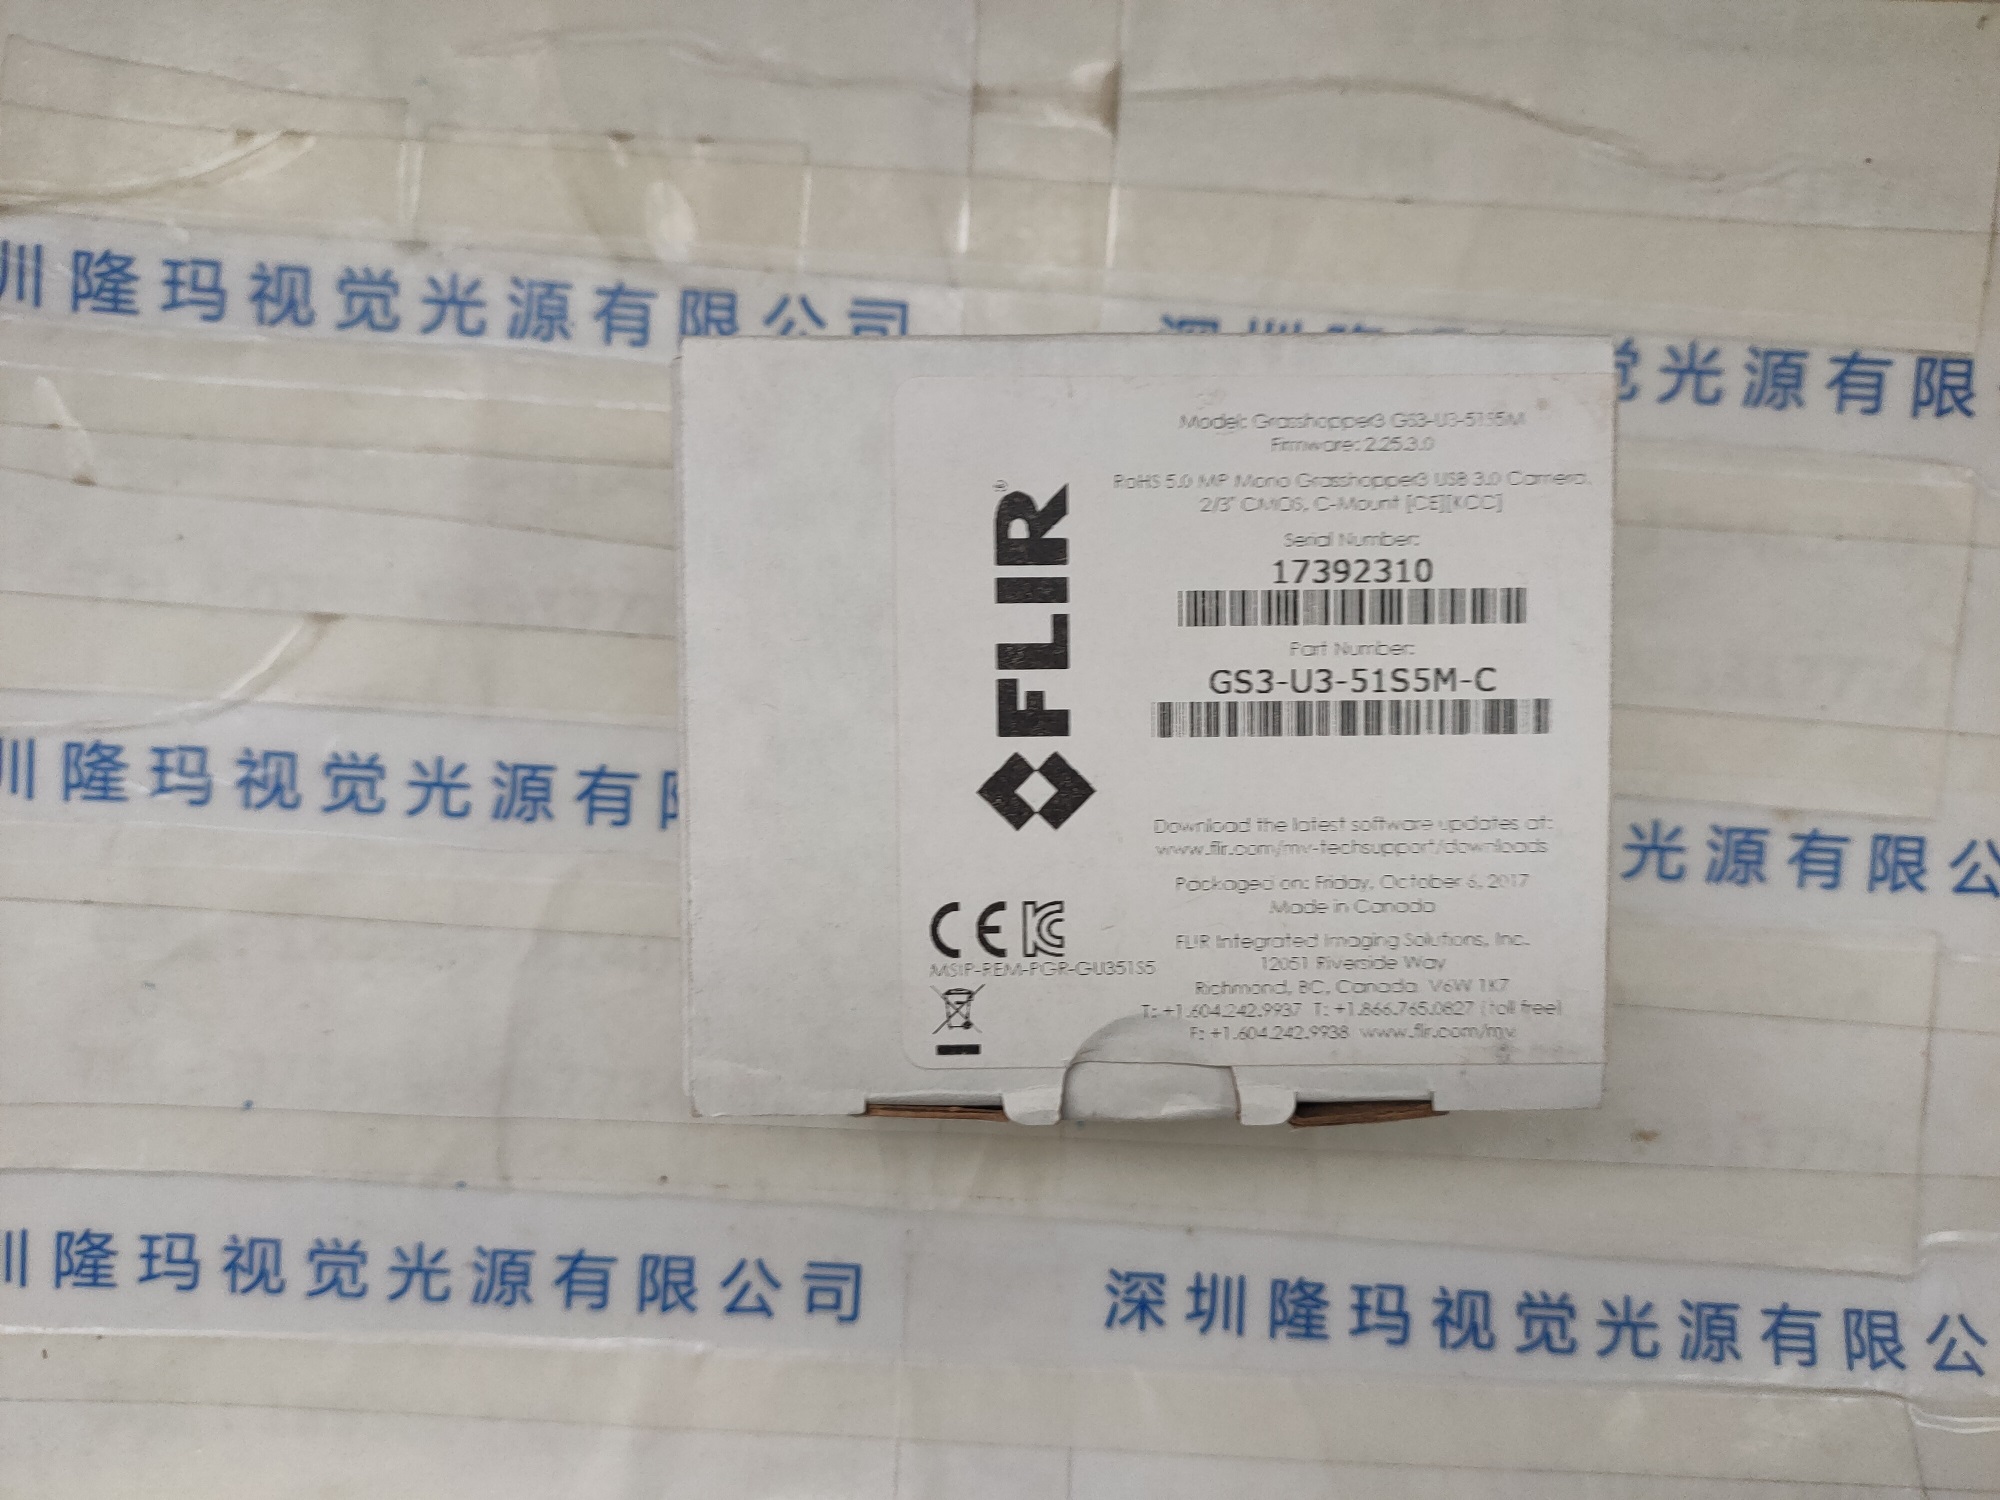 圳隆玛视觉光源有限公司
深圳隆玛视觉光源有限
Model: Grasshopper3 GS3-U3-51S5M
Firmware: 2.25.3.0
RoHS 5.0 MP Mono Grasshopper3 USB 3.0 Camera,
2/3" CMOS, C-Mount [CE][KCC]
Serial Number:
17392310
Part Number:
GS3-U3-51S5M-C
FLIR®
圳隆玛视觉光源有限
光源有限公
Download the latest software updates at:
www.flir.com/mv-techsupport/downloads
Packaged on: Friday, October 6, 2017
Made in Canada
FLIR Integrated Imaging Solutions, Inc.
12051 Riverside Way
Richmond, BC, Canada V6W 1K7
T: +1.604.242.9937 T: +1.866.765.0827 (toll free)
F: +1.604.242.9938 www.flir.com/mv
CE KC
MSIP-REM-PGR-GU351S5
圳隆玛视觉光源有限公司
深圳隆玛视觉光源有限公